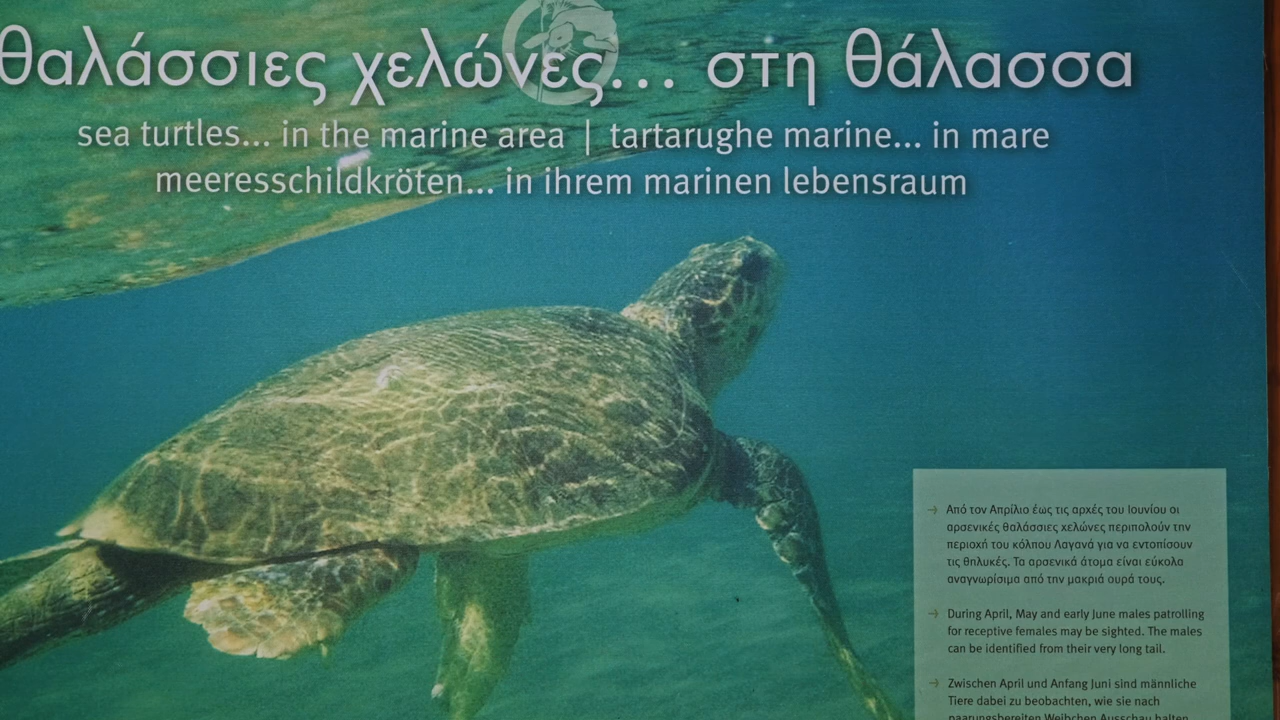 θαλάσσιες χελώνες... στη θάλασσα
sea turtles... in the marine area | tartarughe marine... in mare
meeresschildkröten... in ihrem marinen lebensraum
→ Από τον Απρίλιο έως τις αρχές του Ιουνίου οι
αρσενικές θαλάσσιες χελώνες περιπολούν την
περιοχή του κόλπου Λαγανά για να εντοπίσουν
τις θηλυκές. Τα αρσενικά άτομα είναι εύκολα
αναγνωρίσιμα από την μακριά ουρά τους.
→ During April, May and early June males patrolling
for receptive females may be sighted. The males
can be identified from their very long tail.
→ Zwischen April und Anfang Juni sind männliche
Tiere dabei zu beobachten, wie sie nach
paarungsbereiten Weibchen Ausschau halten.